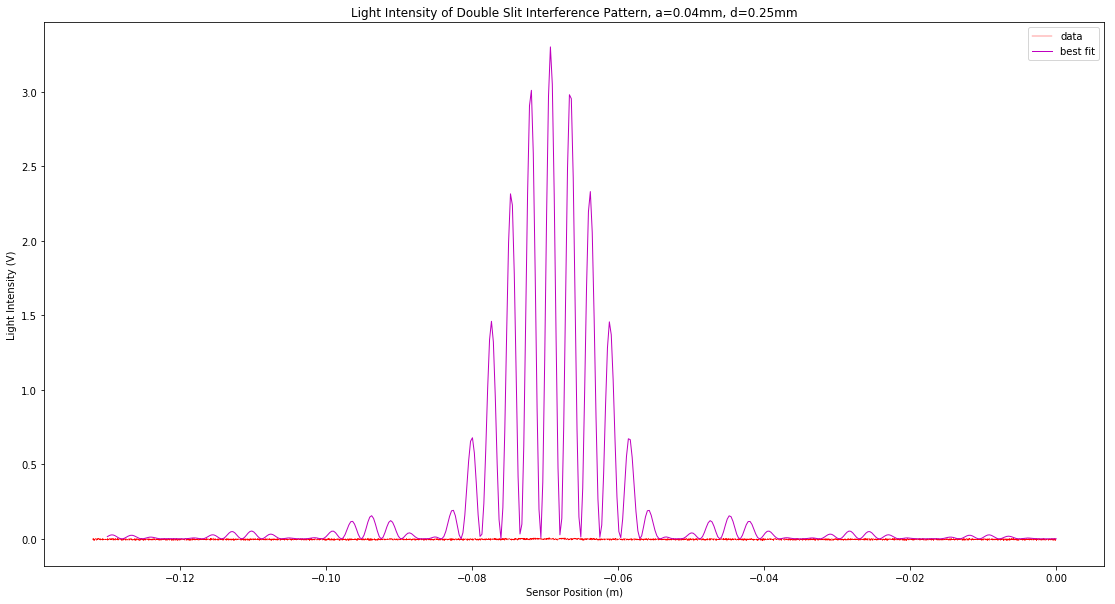 Light Intensity of Double Slit Interference Pattern, a=0.04mm, d=0.25mm
data
best fit
3.0
2.5
2.0
1.5
1.0
0.5
0.0
Light Intensity (V)
−0.12 −0.10 −0.08 −0.06 −0.04 −0.02 0.00
Sensor Position (m)